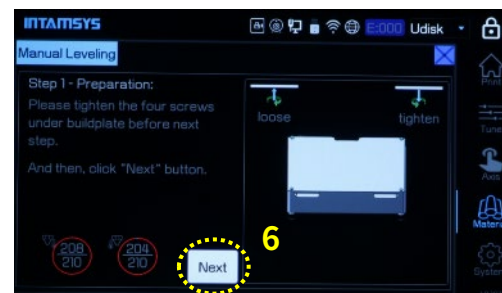 INTAMSYS
E:000 Udisk
Manual Leveling
Step 1 - Preparation:
Please tighten the four screws
under buildplate before next
step.
And then, click "Next" button.
loose
tighten
208
210
204
210
Next
6
Print
Tune
Axis
Material
System